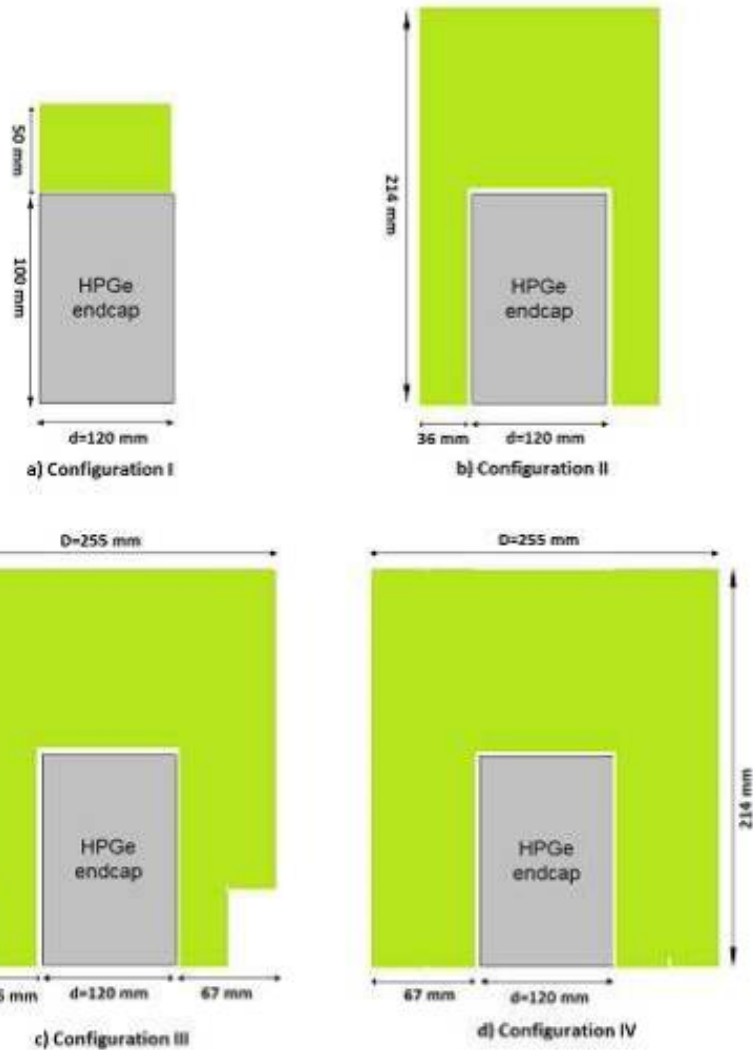 50 mm
100 mm
HPGe
endcap
d=120 mm
a) Configuration I
214 mm
HPGe
endcap
36 mm
d=120 mm
b) Configuration II
D=255 mm
HPGe
endcap
mm
d=120 mm
67 mm
c) Configuration III
D=255 mm
214 mm
HPGe
endcap
67 mm
d=120 mm
d) Configuration IV